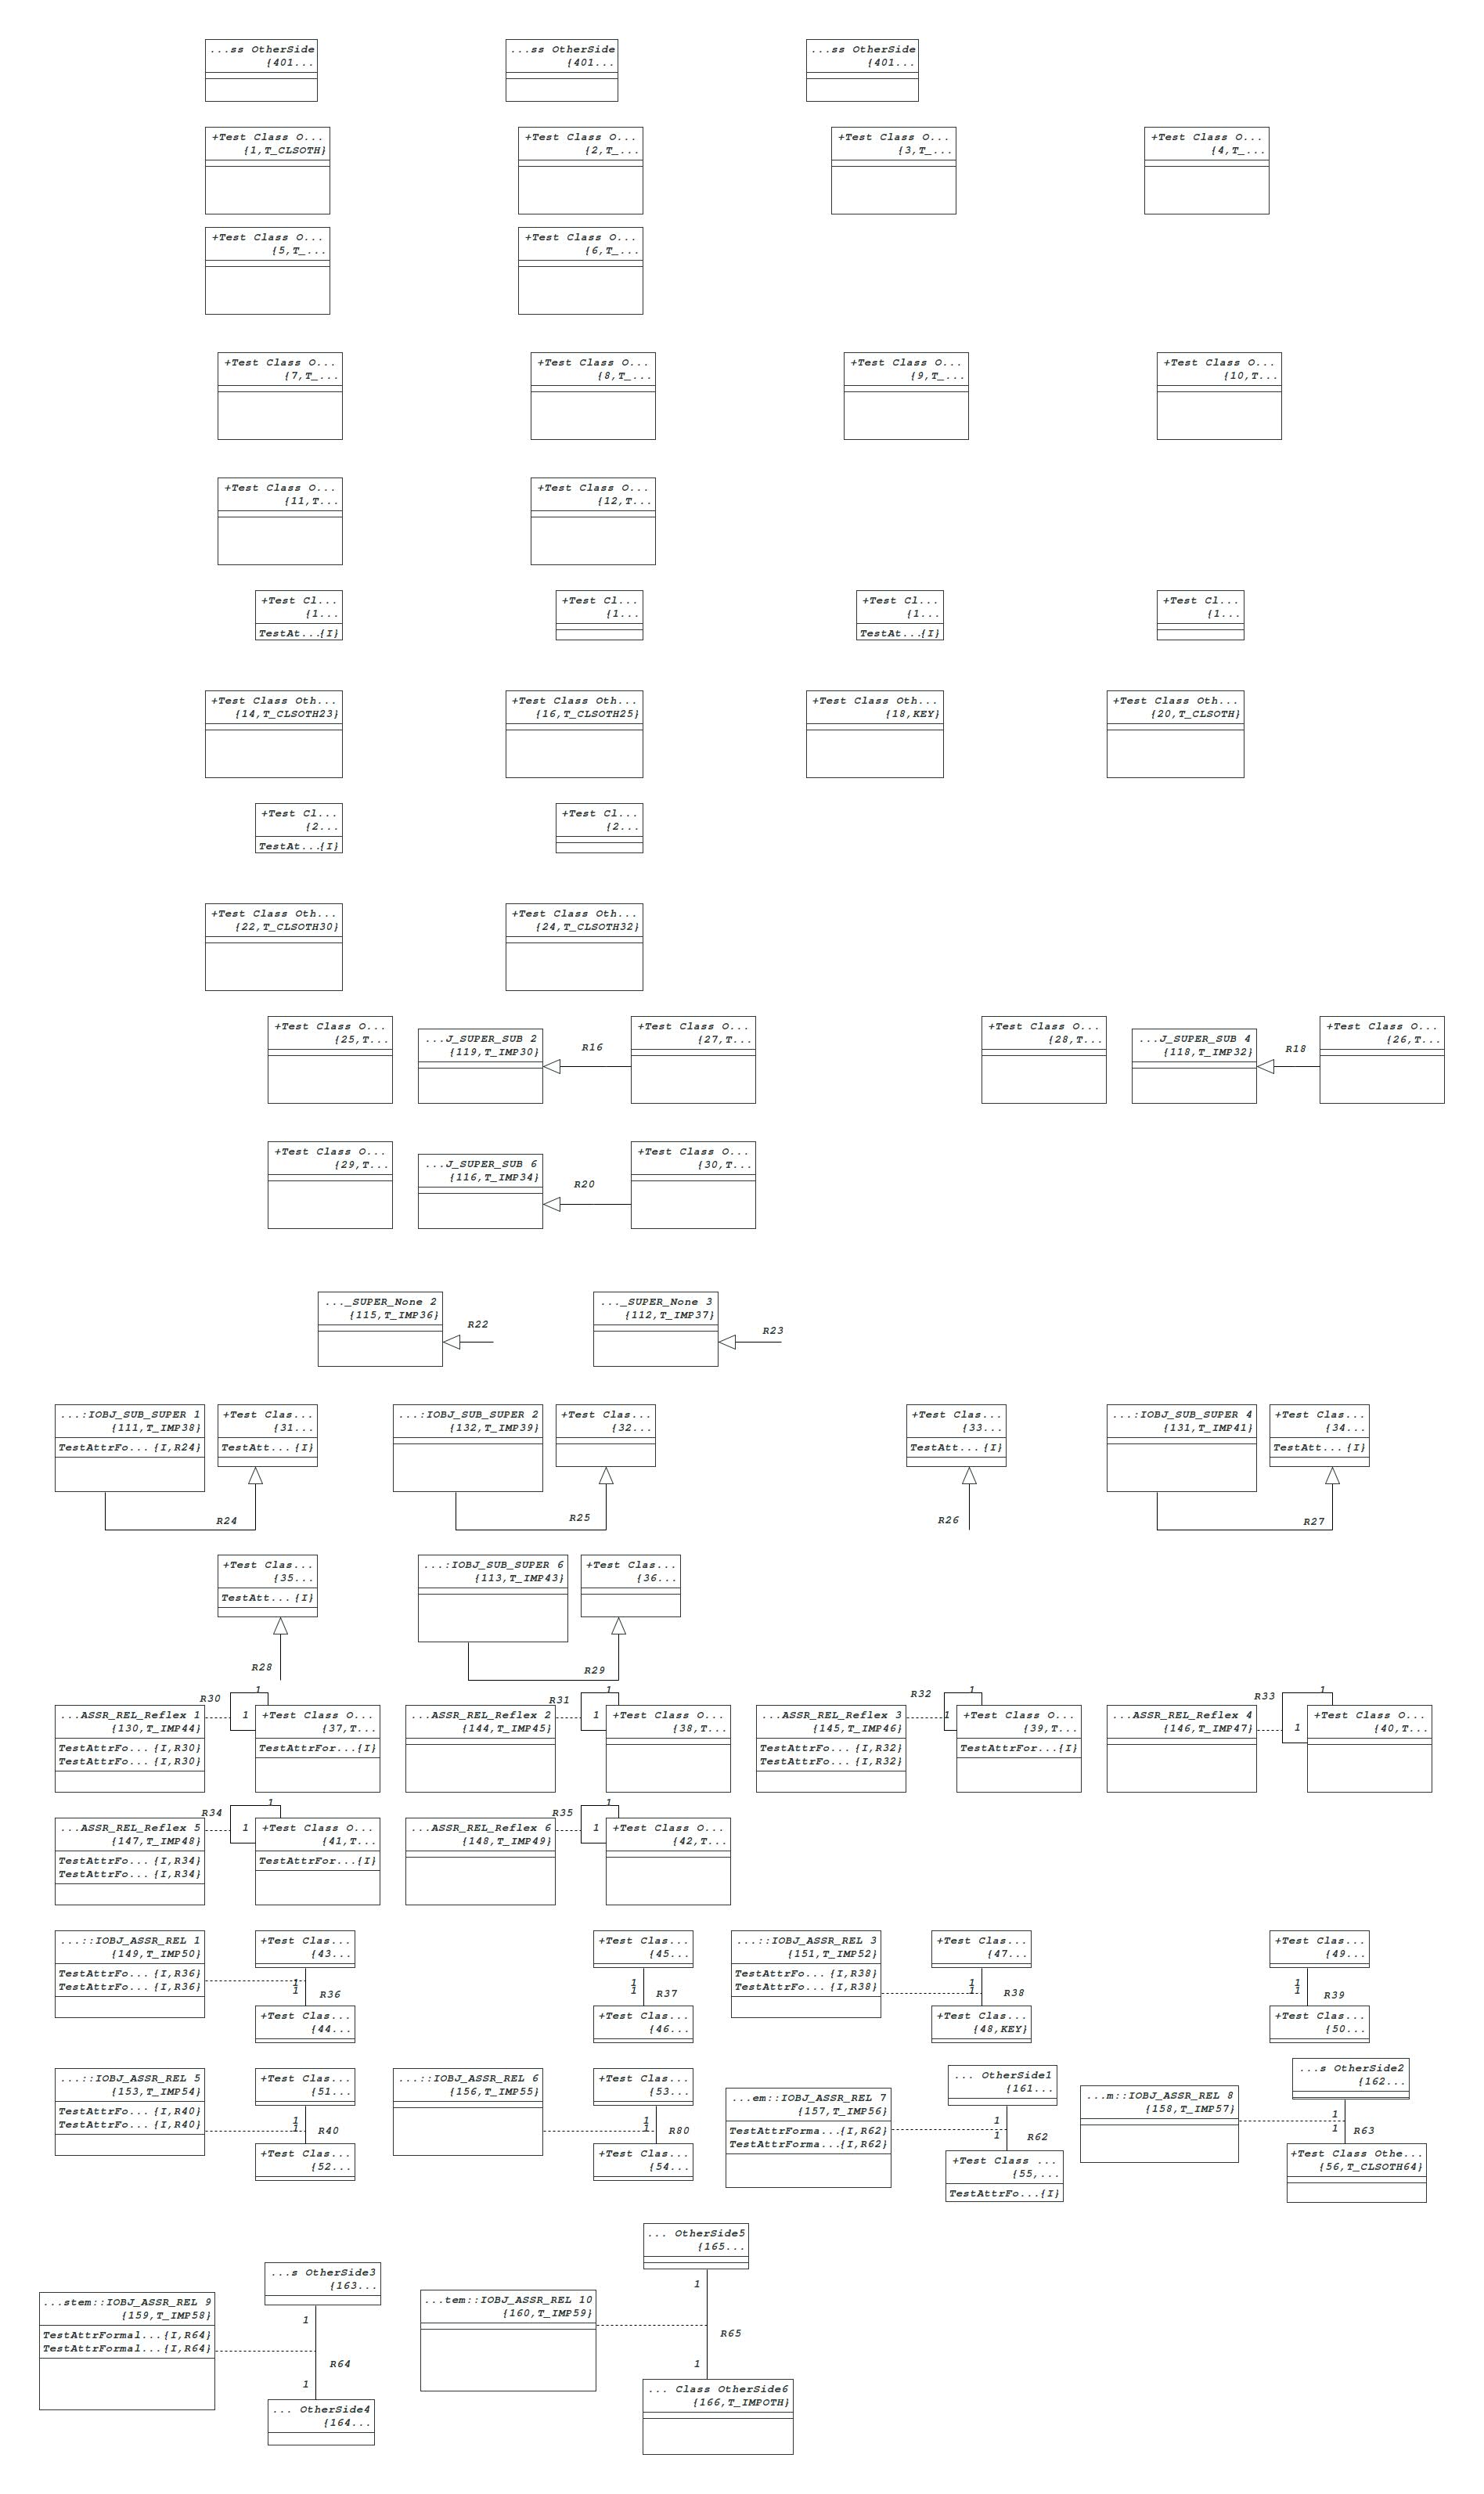 ...ss OtherSide
{401...
...ss OtherSide
{401...
...ss OtherSide
{401...
+Test Class O...
{1,T_CLSOTH}
+Test Class O...
{2,T_...
+Test Class O...
{3,T_...
+Test Class O...
{4,T_...
+Test Class O...
{5,T_...
+Test Class O...
{6,T_...
+Test Class O...
{7,T_...
+Test Class O...
{8,T_...
+Test Class O...
{9,T_...
+Test Class O...
{10,T...
+Test Class O...
{11,T...
+Test Class O...
{12,T...
+Test Cl...
{1...
TestAt...{I}
+Test Cl...
{1...
+Test Cl...
{1...
TestAt...{I}
+Test Cl...
{1...
+Test Class Oth...
{14,T_CLSOTH23}
+Test Class Oth...
{16,T_CLSOTH25}
+Test Class Oth...
{18,KEY}
+Test Class Oth...
{20,T_CLSOTH}
+Test Cl...
{2...
TestAt...{I}
+Test Cl...
{2...
+Test Class Oth...
{22,T_CLSOTH30}
+Test Class Oth...
{24,T_CLSOTH32}
+Test Class O...
{25,T...
...J_SUPER_SUB 2
{119,T_IMP30}
R16
+Test Class O...
{27,T...
+Test Class O...
{28,T...
...J_SUPER_SUB 4
{118,T_IMP32}
R18
+Test Class O...
{26,T...
+Test Class O...
{29,T...
...J_SUPER_SUB 6
{116,T_IMP34}
R20
+Test Class O...
{30,T...
..._SUPER_None 2
{115,T_IMP36}
R22
..._SUPER_None 3
{112,T_IMP37}
R23
...:IOBJ_SUB_SUPER 1
{111,T_IMP38}
TestAttrFo... {I,R24}
+Test Clas...
{31...
TestAtt... {I}
R24
...:IOBJ_SUB_SUPER 2
{132,T_IMP39}
+Test Clas...
{32...
R25
+Test Clas...
{33...
TestAtt... {I}
R26
...:IOBJ_SUB_SUPER 4
{131,T_IMP41}
+Test Clas...
{34...
TestAtt... {I}
R27
+Test Clas...
{35...
TestAtt... {I}
R28
...:IOBJ_SUB_SUPER 6
{113,T_IMP43}
+Test Clas...
{36...
R29
...ASSR_REL_Reflex 1
{130,T_IMP44}
TestAttrFo... {I,R30}
TestAttrFo... {I,R30}
R30
1
1
+Test Class O...
{37,T...
TestAttrFor...{I}
...ASSR_REL_Reflex 2
{144,T_IMP45}
R31
1
1
+Test Class O...
{38,T...
...ASSR_REL_Reflex 3
{145,T_IMP46}
TestAttrFo... {I,R32}
TestAttrFo... {I,R32}
R32
1
1
+Test Class O...
{39,T...
TestAttrFor...{I}
...ASSR_REL_Reflex 4
{146,T_IMP47}
R33
1
1
+Test Class O...
{40,T...
...ASSR_REL_Reflex 5
{147,T_IMP48}
TestAttrFo... {I,R34}
TestAttrFo... {I,R34}
R34
1
1
+Test Class O...
{41,T...
TestAttrFor...{I}
...ASSR_REL_Reflex 6
{148,T_IMP49}
R35
1
1
+Test Class O...
{42,T...
...::IOBJ_ASSR_REL 1
{149,T_IMP50}
TestAttrFo... {I,R36}
TestAttrFo... {I,R36}
+Test Clas...
{43...
1
1
R36
+Test Clas...
{44...
+Test Clas...
{45...
1
1
R37
+Test Clas...
{46...
...::IOBJ_ASSR_REL 3
{151,T_IMP52}
TestAttrFo... {I,R38}
TestAttrFo... {I,R38}
+Test Clas...
{47...
1
1
R38
+Test Clas...
{48,KEY}
+Test Clas...
{49...
1
1
R39
+Test Clas...
{50...
...::IOBJ_ASSR_REL 5
{153,T_IMP54}
TestAttrFo... {I,R40}
TestAttrFo... {I,R40}
+Test Clas...
{51...
1
1
R40
+Test Clas...
{52...
...::IOBJ_ASSR_REL 6
{156,T_IMP55}
+Test Clas...
{53...
1
1
R80
+Test Clas...
{54...
...em::IOBJ_ASSR_REL 7
{157,T_IMP56}
TestAttrForma...{I,R62}
TestAttrForma...{I,R62}
... OtherSide1
{161...
1
1
R62
+Test Class ...
{55,...
TestAttrFo...{I}
...m::IOBJ_ASSR_REL 8
{158,T_IMP57}
...s OtherSide2
{162...
1
1
R63
+Test Class Othe...
{56,T_CLSOTH64}
...stem::IOBJ_ASSR_REL 9
{159,T_IMP58}
TestAttrFormal...{I,R64}
TestAttrFormal...{I,R64}
...s OtherSide3
{163...
1
R64
1
... OtherSide4
{164...
...tem::IOBJ_ASSR_REL 10
{160,T_IMP59}
... OtherSide5
{165...
1
R65
1
... Class OtherSide6
{166,T_IMPOTH}